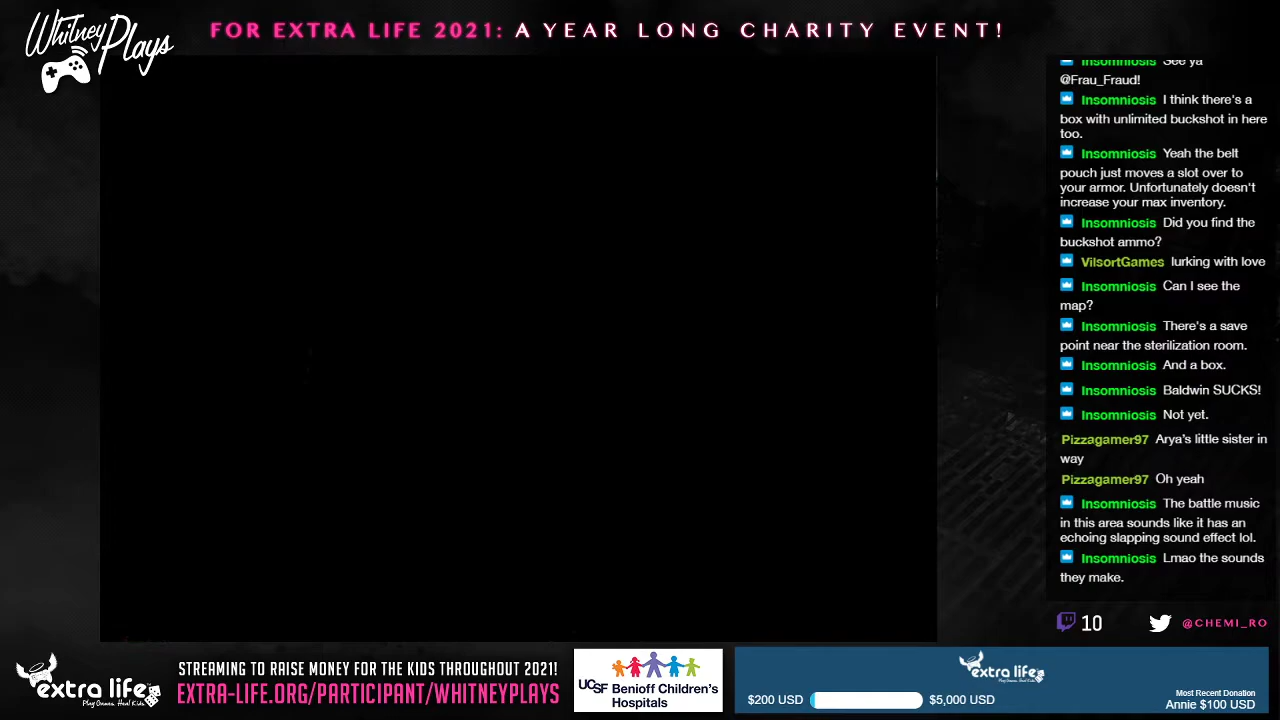 Whitney Plays
FOR EXTRA LIFE 2021: A YEAR LONG CHARITY EVENT!
Insomniosis See ya
@Frau_Fraud!
Insomniosis I think there's a
box with unlimited buckshot in here
too.
Insomniosis Yeah the belt
pouch just moves a slot over to
your armor. Unfortunately doesn't
increase your max inventory.
Insomniosis Did you find the
buckshot ammo?
VilsortGames lurking with love
Insomniosis Can I see the
map?
Insomniosis There's a save
point near the sterilization room.
Insomniosis And a box.
Insomniosis Baldwin SUCKS!
Insomniosis Not yet.
Pizzagamer97 Arya's little sister in
way
Pizzagamer97 Oh yeah
Insomniosis The battle music
in this area sounds like it has an
echoing slapping sound effect lol.
Insomniosis Lmao the sounds
they make.
10 @CHEMI_RO
extra life
Play Games. Heal Kids.
STREAMING TO RAISE MONEY FOR THE KIDS THROUGHOUT 2021!
EXTRA-LIFE.ORG/PARTICIPANT/WHITNEYPLAYS
UCSF Benioff Children's
Hospitals
extra life
Play Games. Heal Kids.
$200 USD $5,000 USD
Most Recent Donation
Annie $100 USD